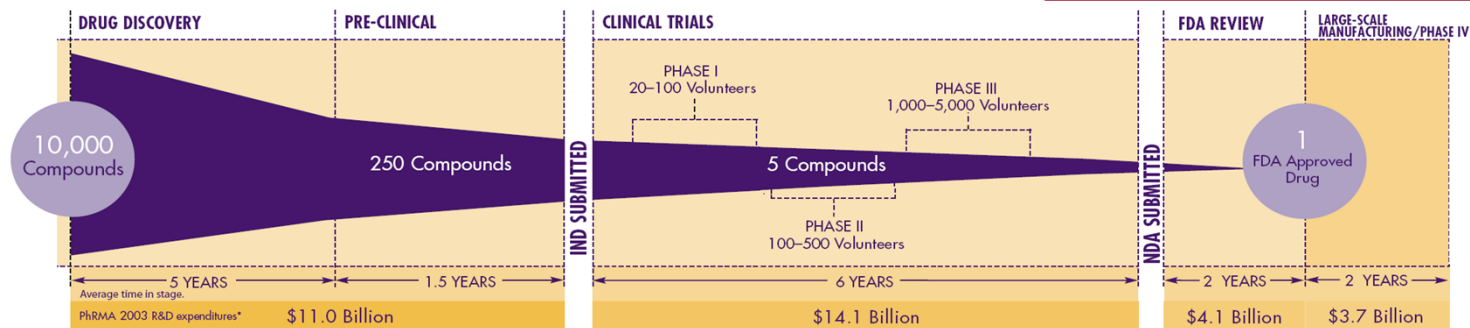 DRUG DISCOVERY
PRE-CLINICAL
CLINICAL TRIALS
FDA REVIEW
LARGE-SCALE
MANUFACTURING/PHASE IV
10,000
Compounds
250 Compounds
IND SUBMITTED
PHASE I
20–100 Volunteers
PHASE III
1,000–5,000 Volunteers
5 Compounds
PHASE II
100–500 Volunteers
NDA SUBMITTED
1
FDA Approved
Drug
5 YEARS
1.5 YEARS
6 YEARS
2 YEARS
2 YEARS
Average time in stage.
PhRMA 2003 R&D expenditures*
$11.0 Billion
$14.1 Billion
$4.1 Billion
$3.7 Billion